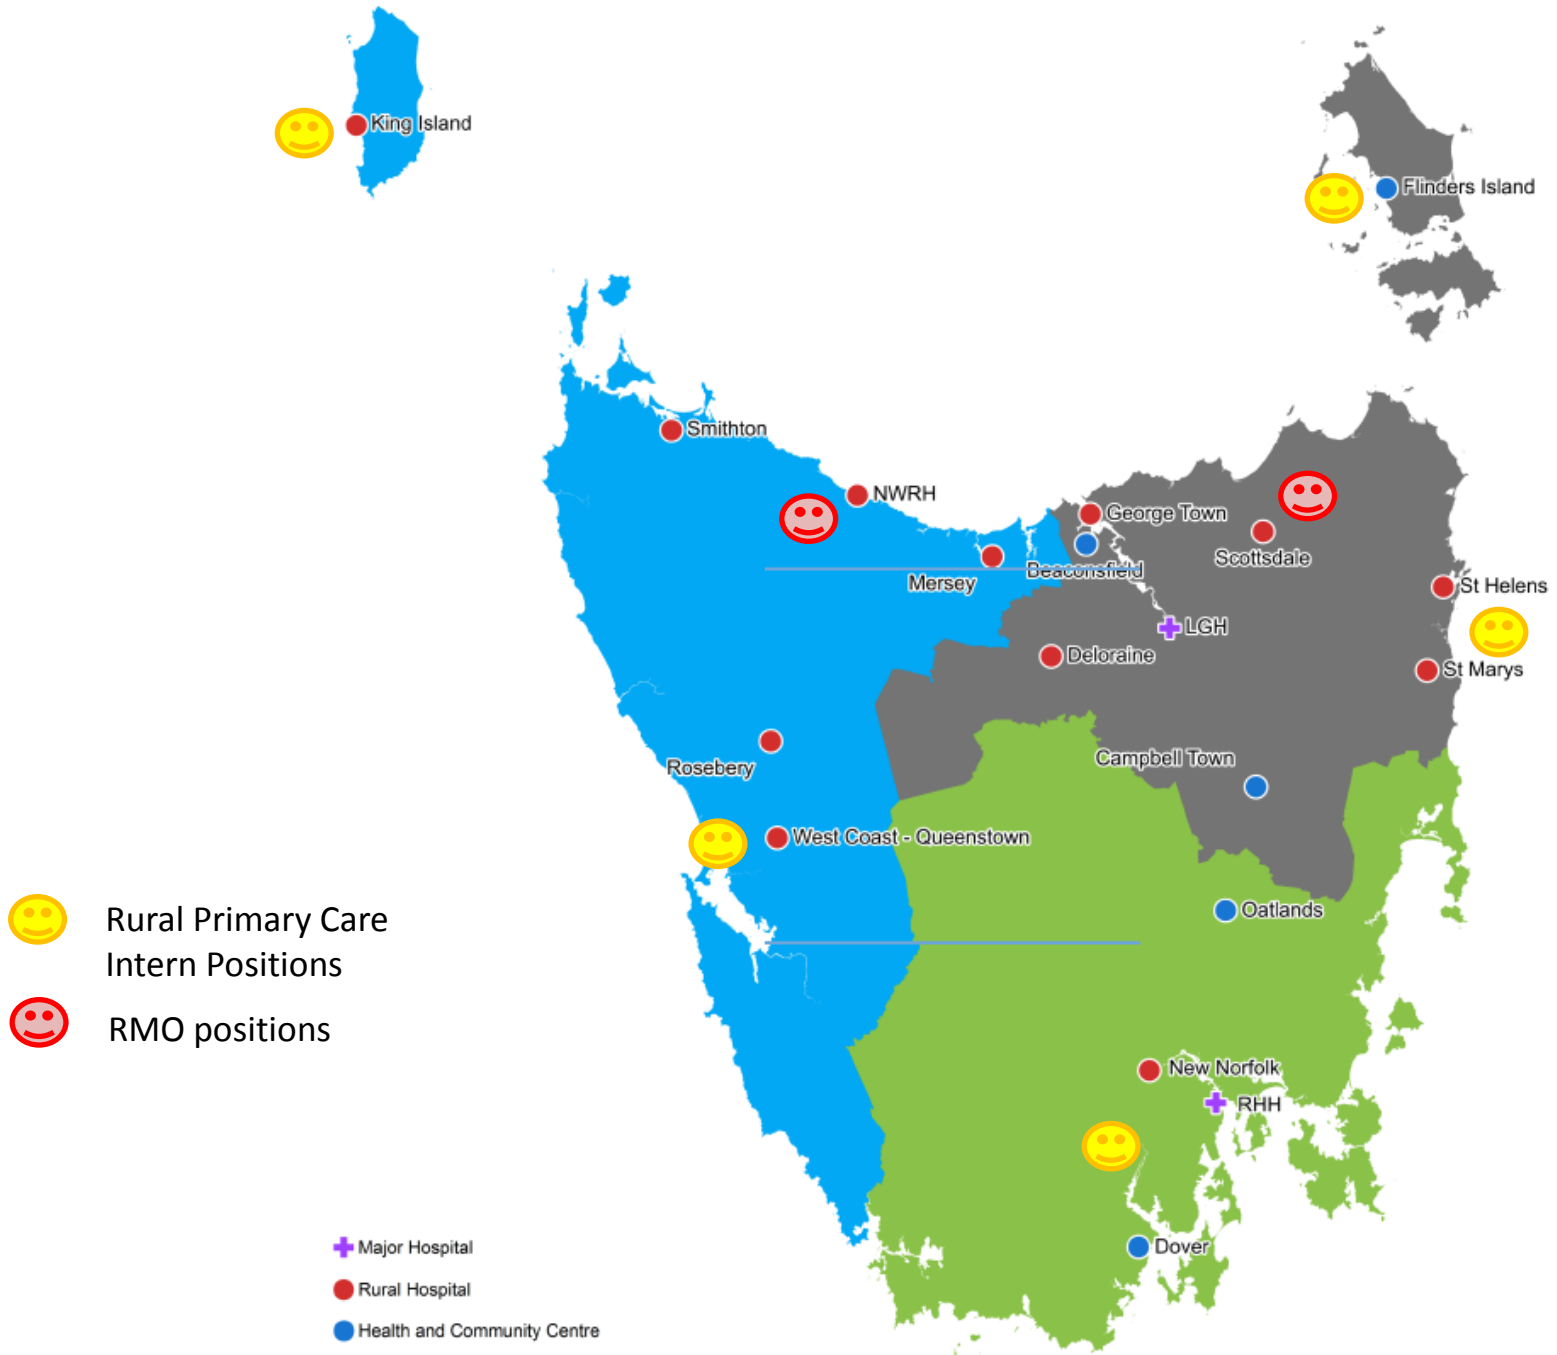 King Island
Flinders Island
Smithton
NWRH
George Town
Beaconsfield
Scottsdale
Mersey
St Helens
LGH
Deloraine
St Marys
Campbell Town
Rosebery
West Coast - Queenstown
Oatlands
Rural Primary Care
Intern Positions
RMO positions
New Norfolk
RHH
Dover
Major Hospital
Rural Hospital
Health and Community Centre